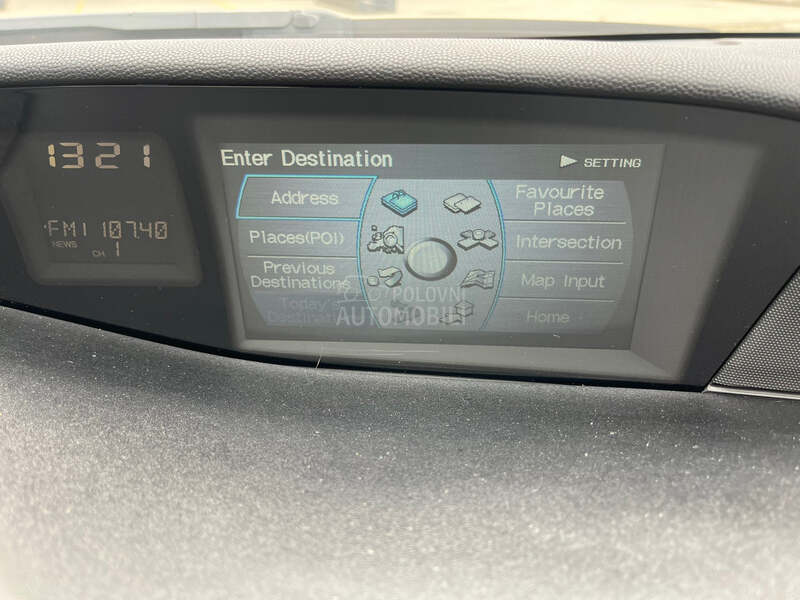 1321
FM1 107.40
NEWS
CH 1
Enter Destination
SETTING
Address
Places(POI)
Previous
Destinations
Today's
Favourite
Places
Intersection
Map Input
Home
POLOVNI
AUTOMOBILI